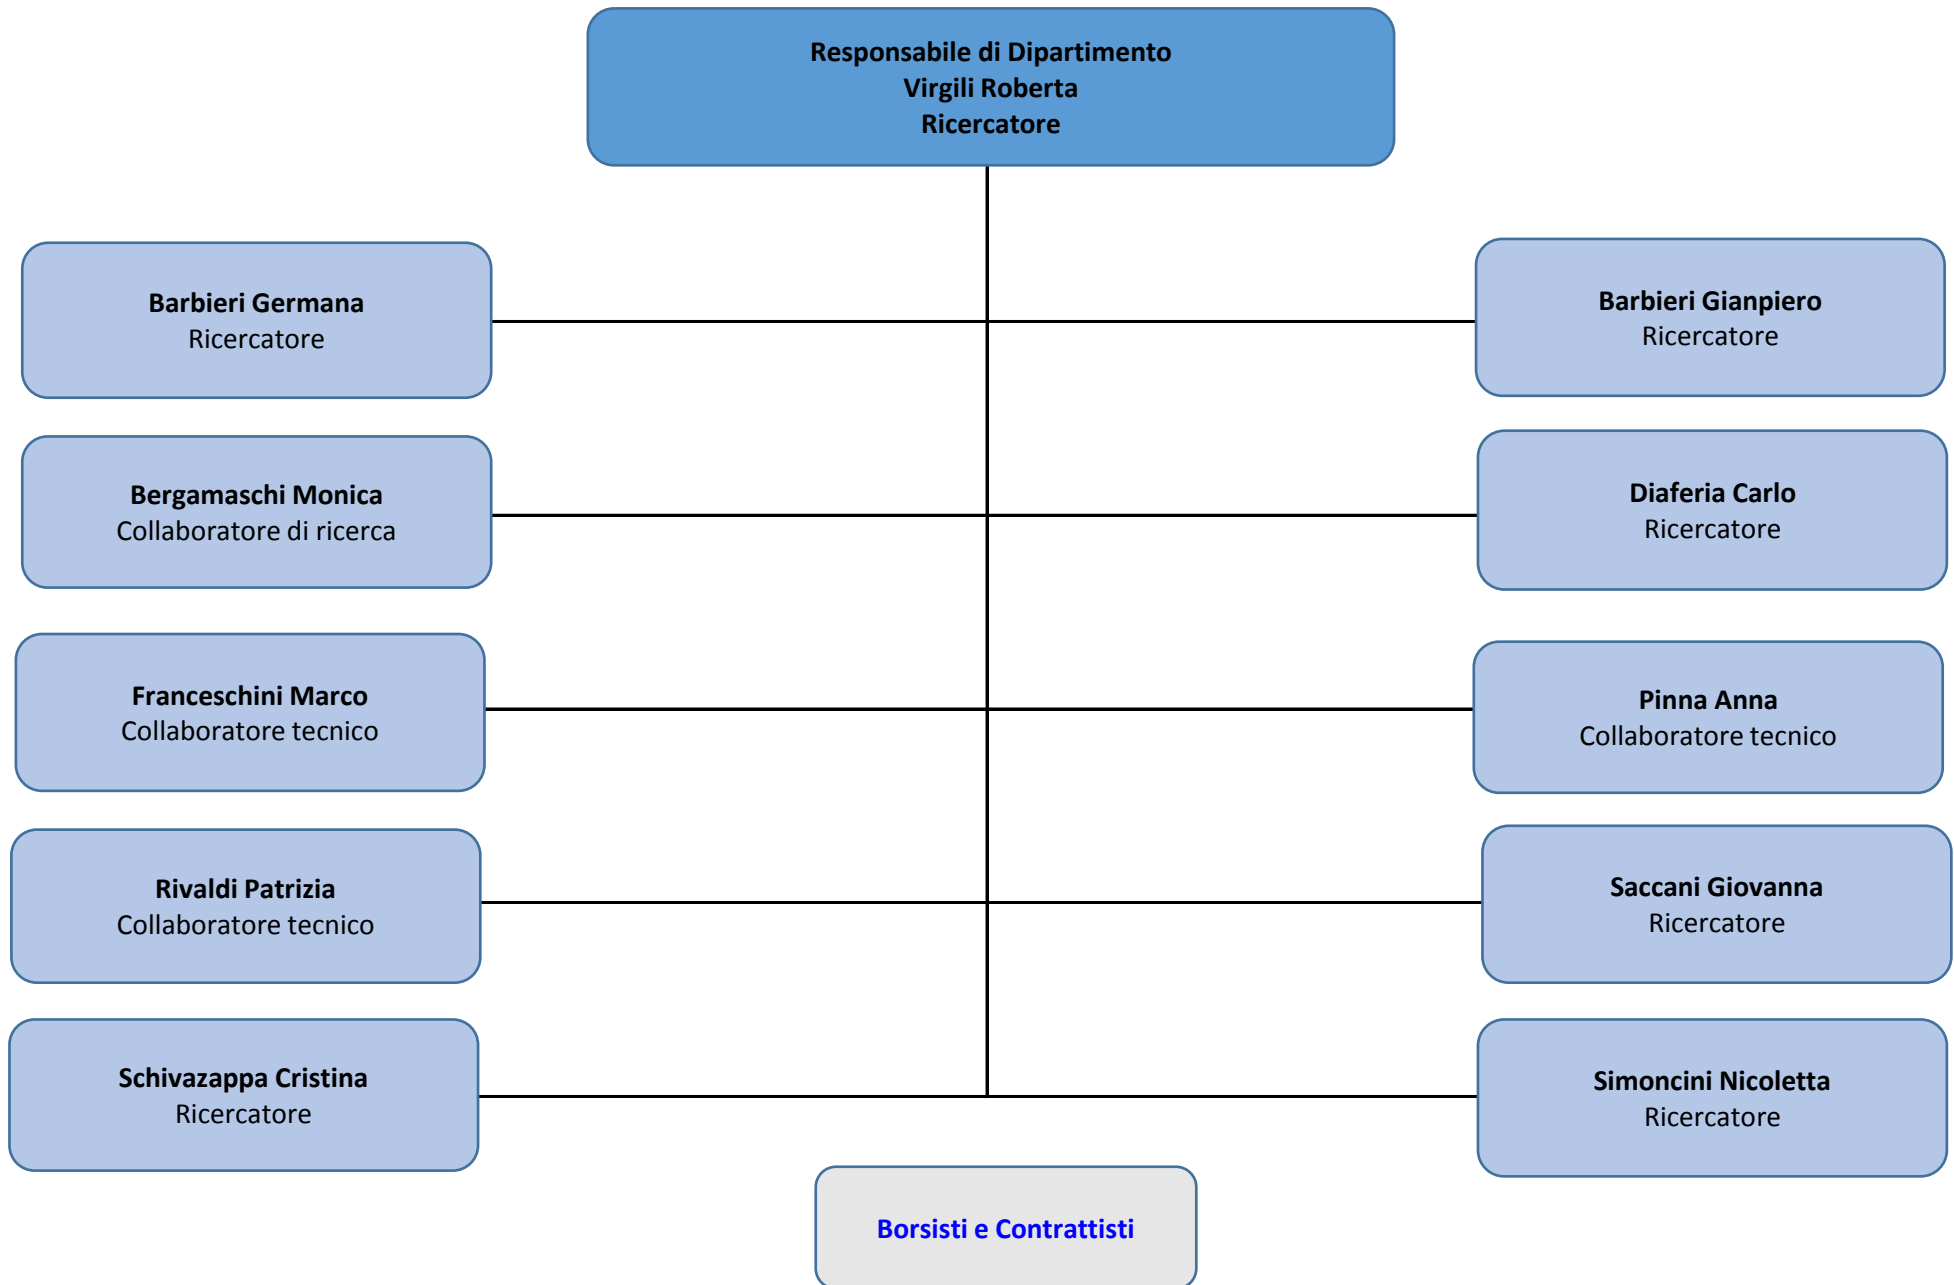 Responsabile di Dipartimento
Virgili Roberta
Ricercatore
Barbieri Germana
Ricercatore
Barbieri Gianpiero
Ricercatore
Bergamaschi Monica
Collaboratore di ricerca
Diaferia Carlo
Ricercatore
Franceschini Marco
Collaboratore tecnico
Pinna Anna
Collaboratore tecnico
Rivaldi Patrizia
Collaboratore tecnico
Saccani Giovanna
Ricercatore
Schivazappa Cristina
Ricercatore
Simoncini Nicoletta
Ricercatore
Borsisti e Contrattisti